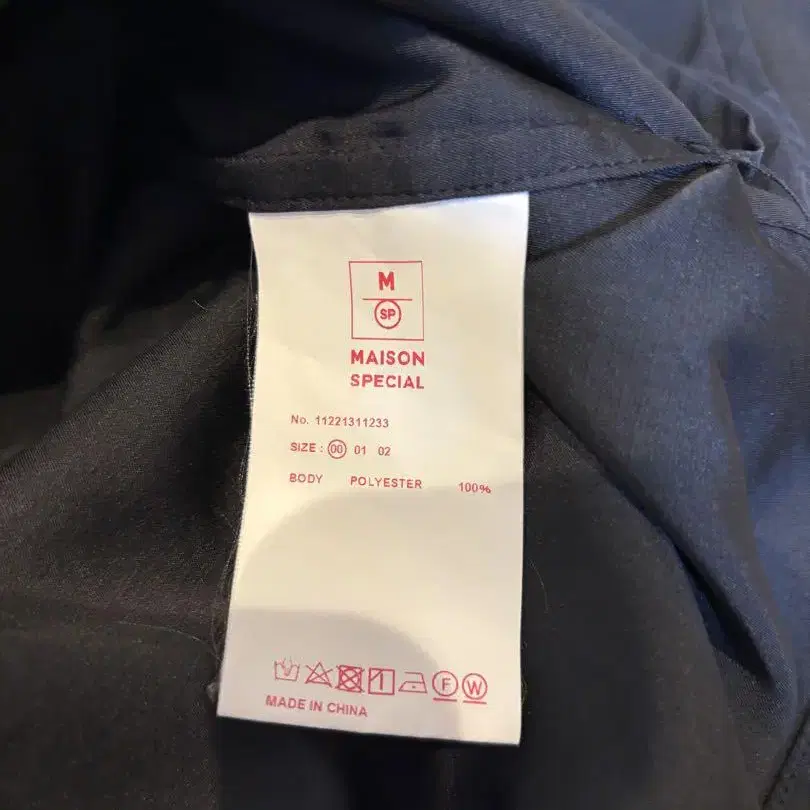 M
SP
MAISON
SPECIAL
No. 11221311233
SIZE : 00 01 02
BODY POLYESTER 100%
F W
MADE IN CHINA